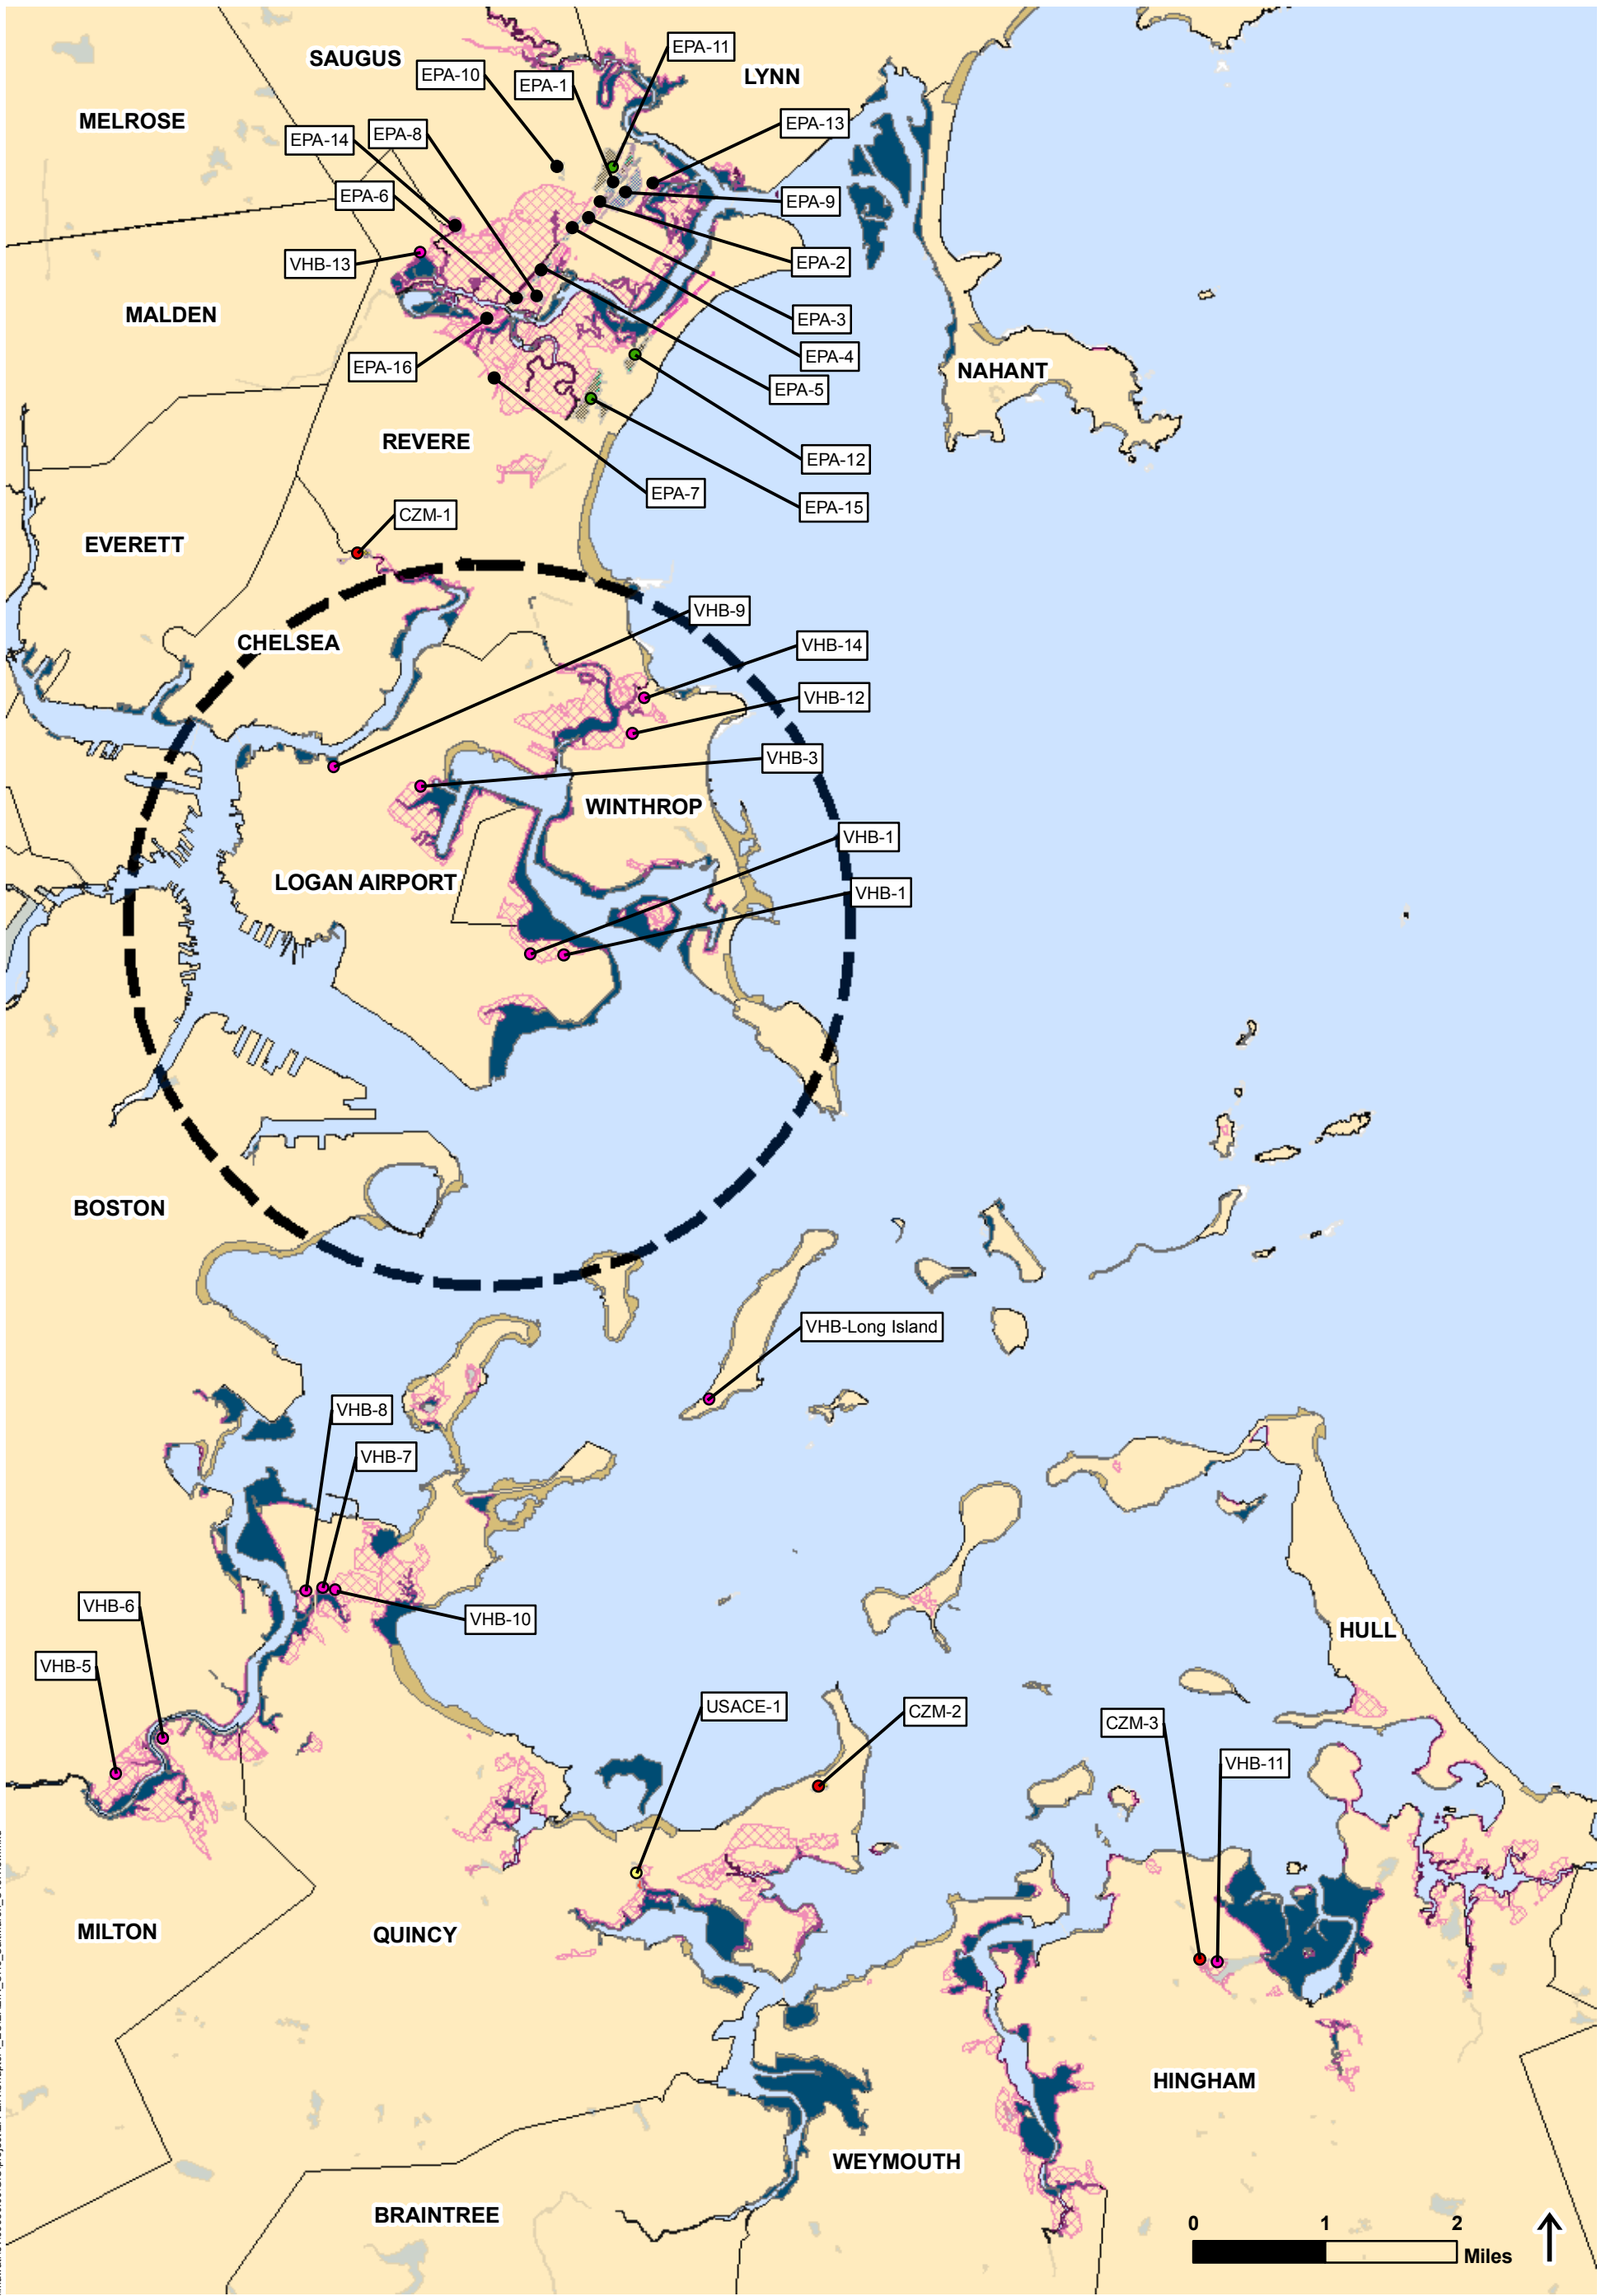 EPA-11
SAUGUS
EPA-10
EPA-1
LYNN
MELROSE
EPA-14
EPA-8
EPA-13
EPA-6
EPA-9
VHB-13
EPA-2
MALDEN
EPA-3
EPA-16
EPA-4
NAHANT
EPA-5
REVERE
EPA-12
EPA-7
EPA-15
CZM-1
EVERETT
VHB-9
CHELSEA
VHB-14
VHB-12
VHB-3
WINTHROP
VHB-1
LOGAN AIRPORT
VHB-1
BOSTON
VHB-Long Island
VHB-8
VHB-7
VHB-6
VHB-10
HULL
VHB-5
USACE-1
CZM-2
CZM-3
VHB-11
MILTON
QUINCY
HINGHAM
WEYMOUTH
BRAINTREE
0 1 2
Miles